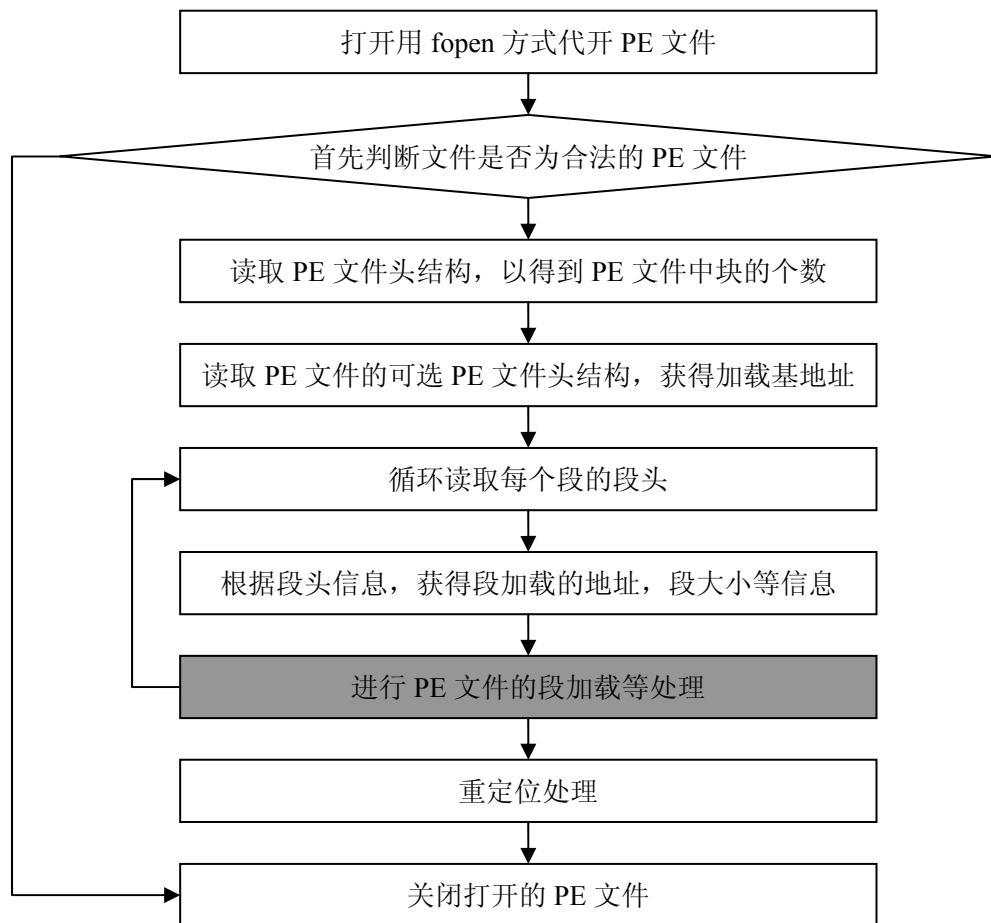 打开用 fopen 方式代开 PE 文件
首先判断文件是否为合法的 PE 文件
读取 PE 文件头结构，以得到 PE 文件中块的个数
读取 PE 文件的可选 PE 文件头结构，获得加载基地址
循环读取每个段的段头
根据段头信息，获得段加载的地址，段大小等信息
进行 PE 文件的段加载等处理
重定位处理
关闭打开的 PE 文件